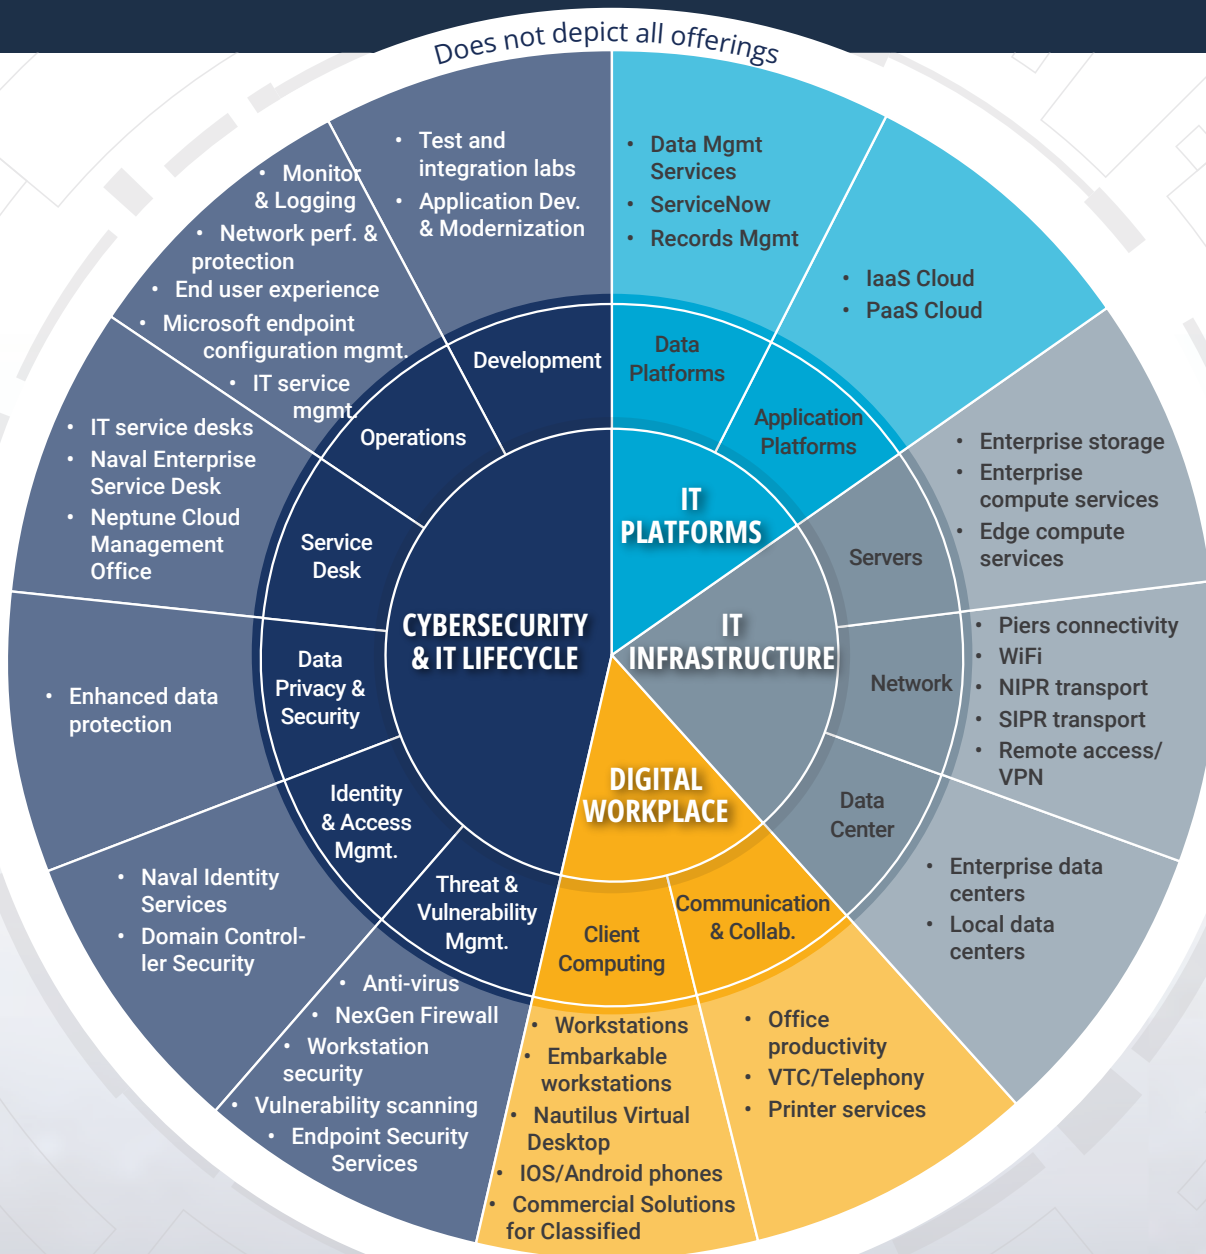 Does not depict all offerings
• Test and
integration labs
• Application Dev.
& Modernization
• Data Mgmt
Services
• ServiceNow
• Records Mgmt
• Monitor
& Logging
• Network perf. &
protection
• End user experience
• Microsoft endpoint
configuration mgmt.
• IT service
mgmt.
• IaaS Cloud
• PaaS Cloud
Development
Data
Platforms
Operations
Application
Platforms
• IT service desks
• Naval Enterprise
Service Desk
• Neptune Cloud
Management
Office
• Enterprise storage
• Enterprise
compute services
• Edge compute
services
IT
PLATFORMS
Service
Desk
Servers
CYBERSECURITY
& IT LIFECYCLE
IT
INFRASTRUCTURE
• Enhanced data
protection
Data
Privacy &
Security
Network
• Piers connectivity
• WiFi
• NIPR transport
• SIPR transport
• Remote access/
VPN
DIGITAL
WORKPLACE
Identity
& Access
Mgmt.
Data
Center
• Naval Identity
Services
• Domain Control-
ler Security
Threat &
Vulnerability
Mgmt.
Client
Computing
Communication
& Collab.
• Enterprise data
centers
• Local data
centers
• Anti-virus
• NexGen Firewall
• Workstation
security
• Vulnerability scanning
• Endpoint Security
Services
• Workstations
• Embarkable
workstations
• Nautilus Virtual
Desktop
• IOS/Android phones
• Commercial Solutions
for Classified
• Office
productivity
• VTC/Telephony
• Printer services